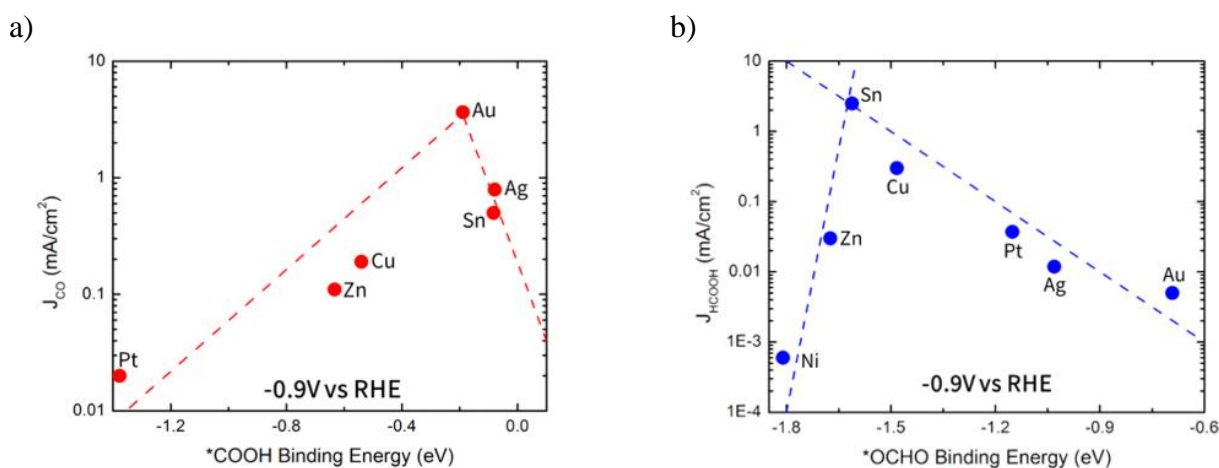 a)
b)
10
1
0.1
0.01
J_CO (mA/cm²)
Au
Ag
Sn
Cu
Zn
Pt
-0.9V vs RHE
-1.2
-0.8
-0.4
0.0
*COOH Binding Energy (eV)
10
1
0.1
0.01
1E-3
1E-4
J_HCOOH (mA/cm²)
Sn
Cu
Zn
Pt
Ag
Au
Ni
-0.9V vs RHE
-1.8
-1.5
-1.2
-0.9
-0.6
*OCHO Binding Energy (eV)